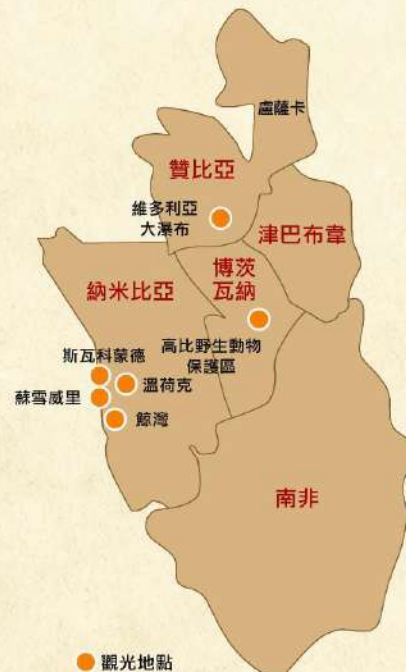 盧薩卡
贊比亞
維多利亞
大瀑布
津巴布韋
博茨
瓦納
納米比亞
高比野生動物
保護區
斯瓦科蒙德
溫荷克
蘇雪威里
鯨灣
南非
觀光地點